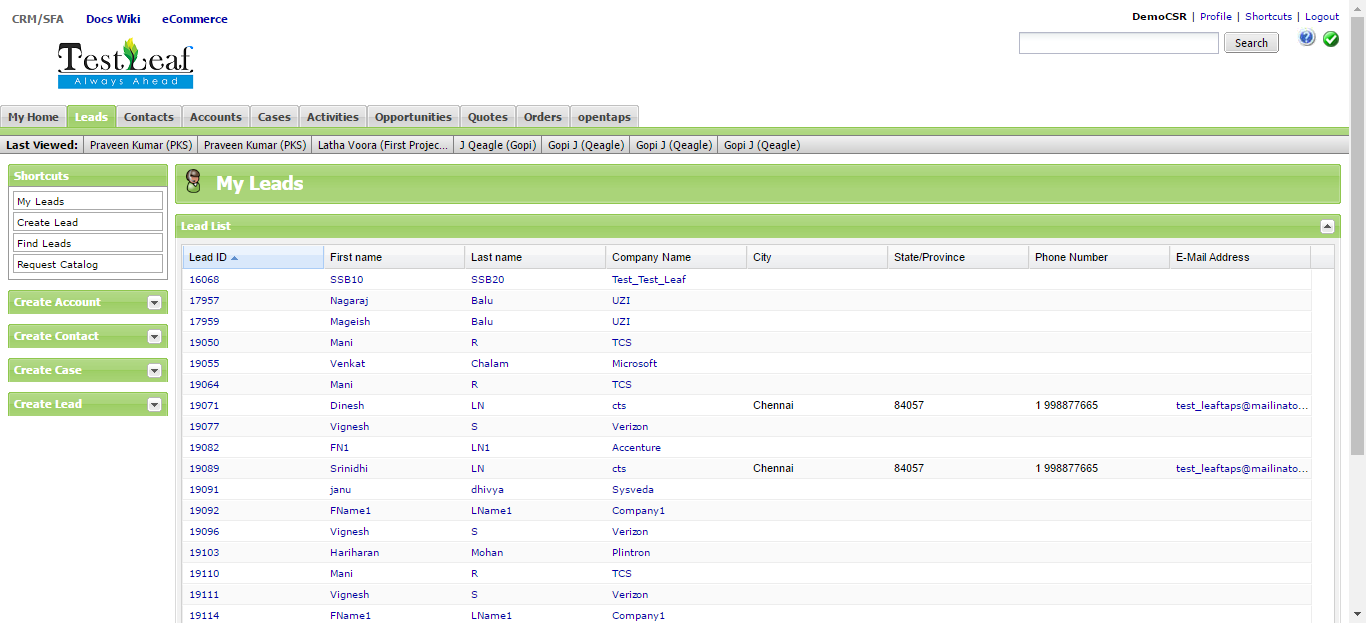 CRM/SFA Docs Wiki eCommerce
DemoCSR | Profile | Shortcuts | Logout
Search
TestLeaf
Always Ahead
My Home Leads Contacts Accounts Cases Activities Opportunities Quotes Orders opentaps
Last Viewed: Praveen Kumar (PKS) Praveen Kumar (PKS) Latha Voora (First Projec... J Qeagle (Gopi) Gopi J (Qeagle) Gopi J (Qeagle) Gopi J (Qeagle)
Shortcuts
My Leads
Create Lead
Find Leads
Request Catalog
Create Account
Create Contact
Create Case
Create Lead
My Leads
Lead List
Lead ID First name Last name Company Name City State/Province Phone Number E-Mail Address
16068 SSB10 SSB20 Test_Test_Leaf
17957 Nagaraj Balu UZI
17959 Mageish Balu UZI
19050 Mani R TCS
19055 Venkat Chalam Microsoft
19064 Mani R TCS
19071 Dinesh LN cts Chennai 84057 1 998877665 test_leaftaps@mailinato...
19077 Vignesh S Verizon
19082 FN1 LN1 Accenture
19089 Srinidhi LN cts Chennai 84057 1 998877665 test_leaftaps@mailinato...
19091 janu dhivya Sysveda
19092 FName1 LName1 Company1
19096 Vignesh S Verizon
19103 Hariharan Mohan Plintron
19110 Mani R TCS
19111 Vignesh S Verizon
19114 FName1 LName1 Company1